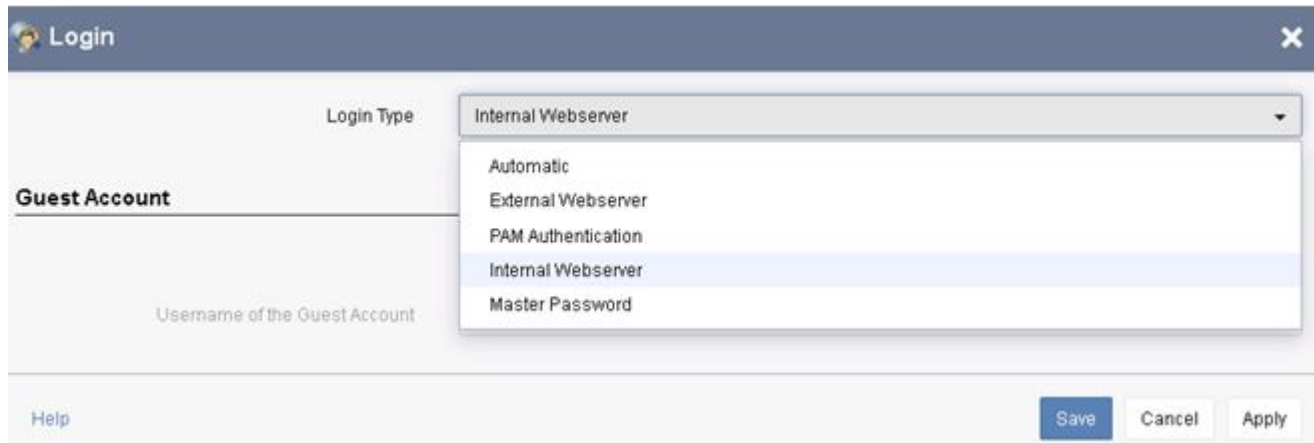 Login
Login Type Internal Webserver
Automatic
Guest Account External Webserver
PAM Authentication
Internal Webserver
Username of the Guest Account Master Password
Help Save Cancel Apply